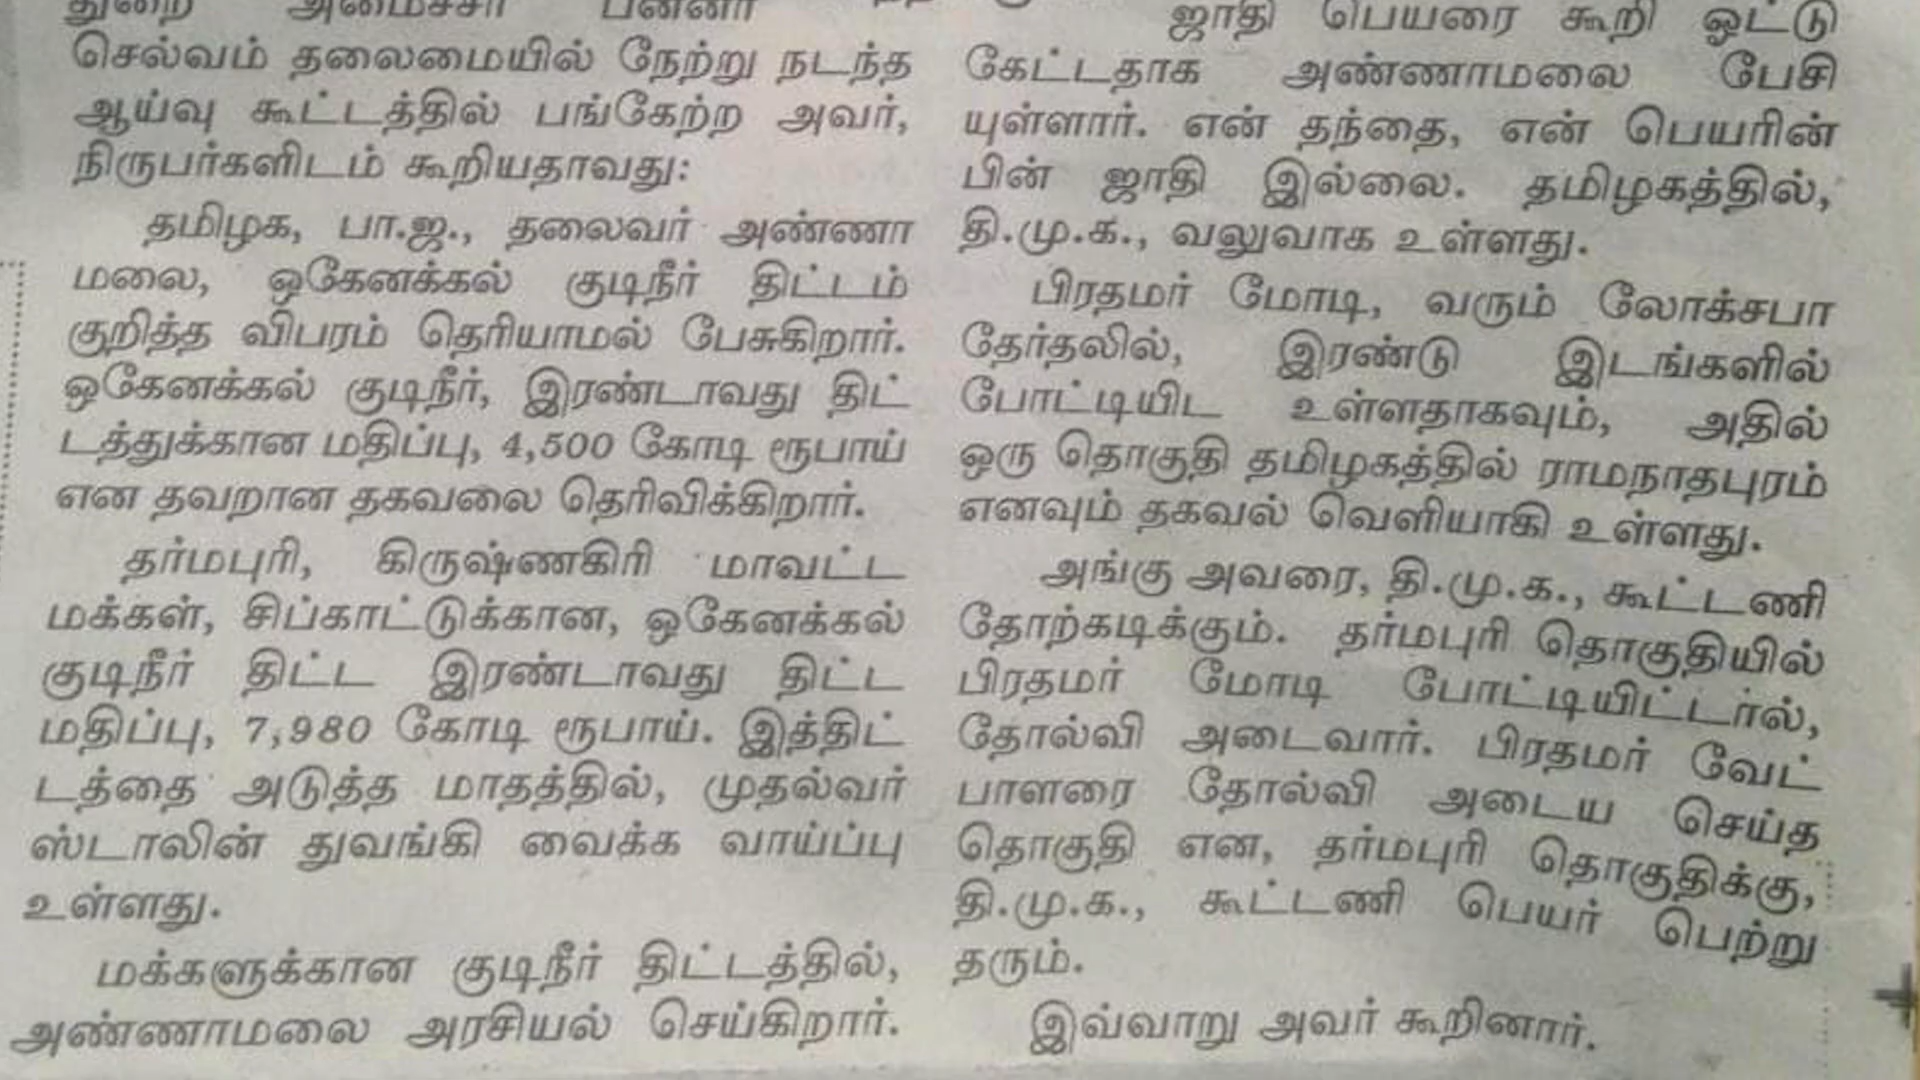 துறை அமைச்சர் பன்னீர்
செல்வம் தலைமையில் நேற்று நடந்த
ஆய்வு கூட்டத்தில் பங்கேற்ற அவர்,
நிருபர்களிடம் கூறியதாவது:
தமிழக, பா.ஜ., தலைவர் அண்ணா
மலை, ஒகேனக்கல் குடிநீர் திட்டம்
குறித்த விபரம் தெரியாமல் பேசுகிறார்.
ஒகேனக்கல் குடிநீர், இரண்டாவது திட்
டத்துக்கான மதிப்பு, 4,500 கோடி ரூபாய்
என தவறான தகவலை தெரிவிக்கிறார்.
தர்மபுரி, கிருஷ்ணகிரி மாவட்ட
மக்கள், சிப்காட்டுக்கான, ஒகேனக்கல்
குடிநீர் திட்ட இரண்டாவது திட்ட
மதிப்பு, 7,980 கோடி ரூபாய். இத்திட்
டத்தை அடுத்த மாதத்தில், முதல்வர்
ஸ்டாலின் துவங்கி வைக்க வாய்ப்பு
உள்ளது.
மக்களுக்கான குடிநீர் திட்டத்தில்,
அண்ணாமலை அரசியல் செய்கிறார்.
ஜாதி பெயரை கூறி ஓட்டு
கேட்டதாக அண்ணாமலை பேசி
யுள்ளார். என் தந்தை, என் பெயரின்
பின் ஜாதி இல்லை. தமிழகத்தில்,
தி.மு.க., வலுவாக உள்ளது.
பிரதமர் மோடி, வரும் லோக்சபா
தேர்தலில், இரண்டு இடங்களில்
போட்டியிட உள்ளதாகவும், அதில்
ஒரு தொகுதி தமிழகத்தில் ராமநாதபுரம்
எனவும் தகவல் வெளியாகி உள்ளது.
அங்கு அவரை, தி.மு.க., கூட்டணி
தோற்கடிக்கும். தர்மபுரி தொகுதியில்
பிரதமர் மோடி போட்டியிட்டால்,
தோல்வி அடைவார். பிரதமர் வேட்
பாளரை தோல்வி அடைய செய்த
தொகுதி என, தர்மபுரி தொகுதிக்கு,
தி.மு.க., கூட்டணி பெயர் பெற்று
தரும்.
இவ்வாறு அவர் கூறினார்.